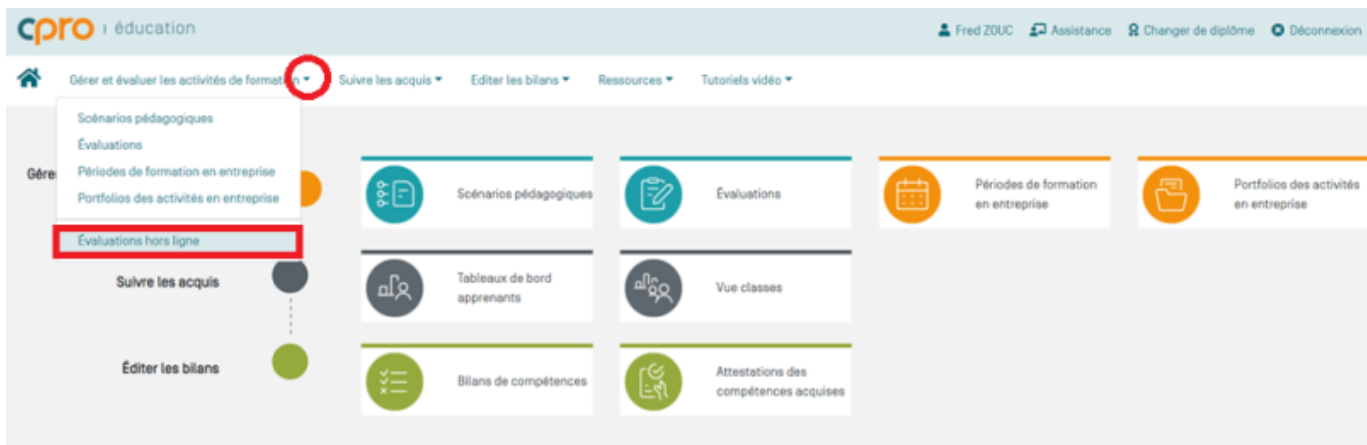 cpro | éducation
Fred ZOUC Assistance Changer de diplôme Déconnexion
Gérer et évaluer les activités de formation Suivre les acquis Editer les bilans Ressources Tutoriels vidéo
Scénarios pédagogiques
Évaluations
Périodes de formation en entreprise
Portfolios des activités en entreprise
Évaluations hors ligne
Gére
Scénarios pédagogiques
Évaluations
Périodes de formation
en entreprise
Portfolios des activités
en entreprise
Suivre les acquis
Tableaux de bord
apprenants
Vue classes
Éditer les bilans
Bilans de compétences
Attestations des
compétences acquises